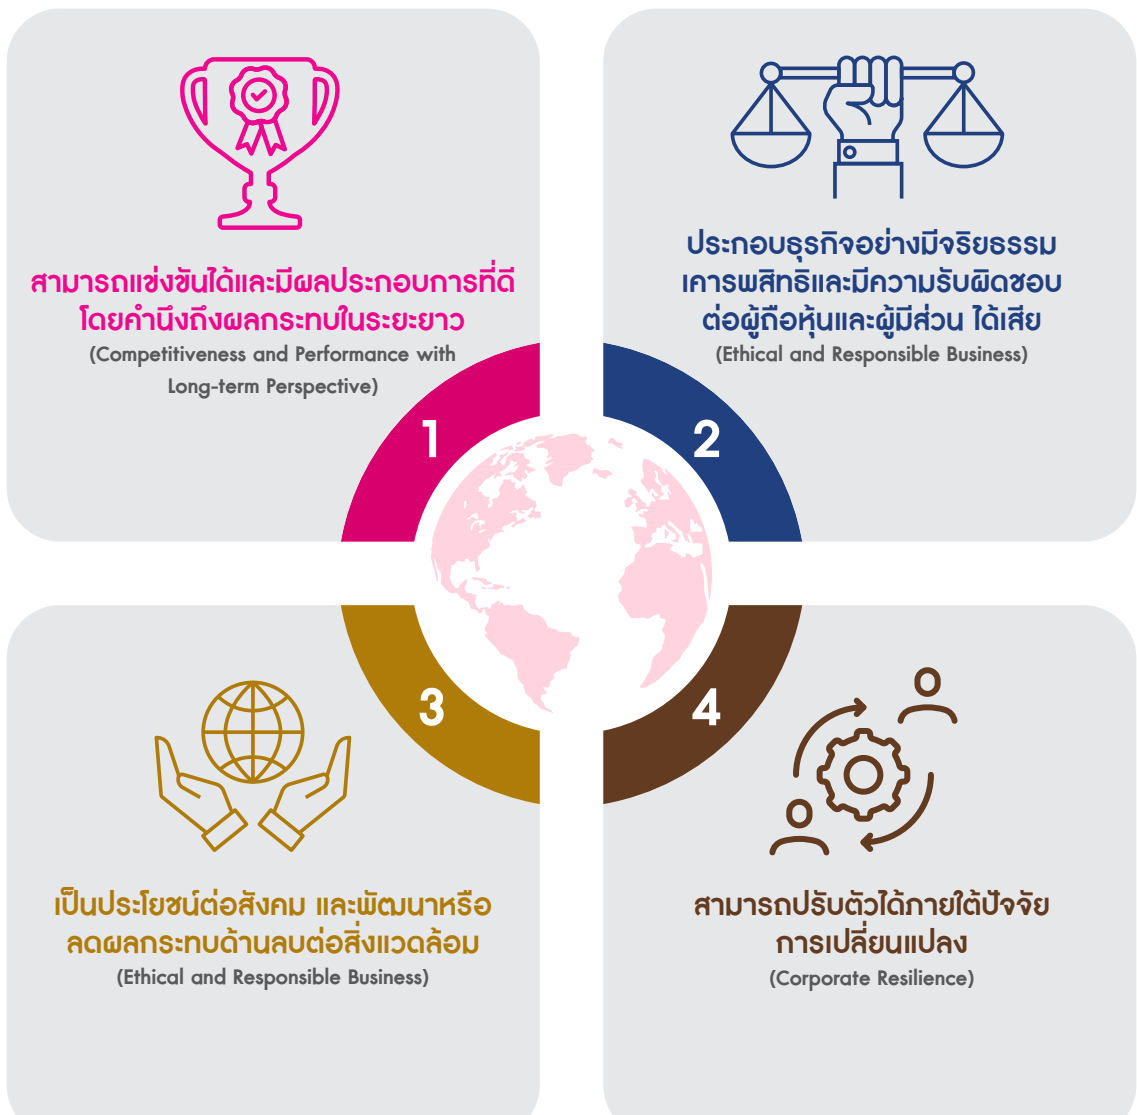 สามารถแข่งขันได้และมีผลประกอบการที่ดี
โดยคำนึงถึงผลกระทบในระยะยาว
(Competitiveness and Performance with
Long-term Perspective)
1
ประกอบธุรกิจอย่างมีจริยธรรม
เคารพสิทธิและมีความรับผิดชอบ
ต่อผู้ถือหุ้นและผู้มีส่วน ได้เสีย
(Ethical and Responsible Business)
2
3
เป็นประโยชน์ต่อสังคม และพัฒนาหรือ
ลดผลกระทบด้านลบต่อสิ่งแวดล้อม
(Ethical and Responsible Business)
4
สามารถปรับตัวได้ภายใต้ปัจจัย
การเปลี่ยนแปลง
(Corporate Resilience)